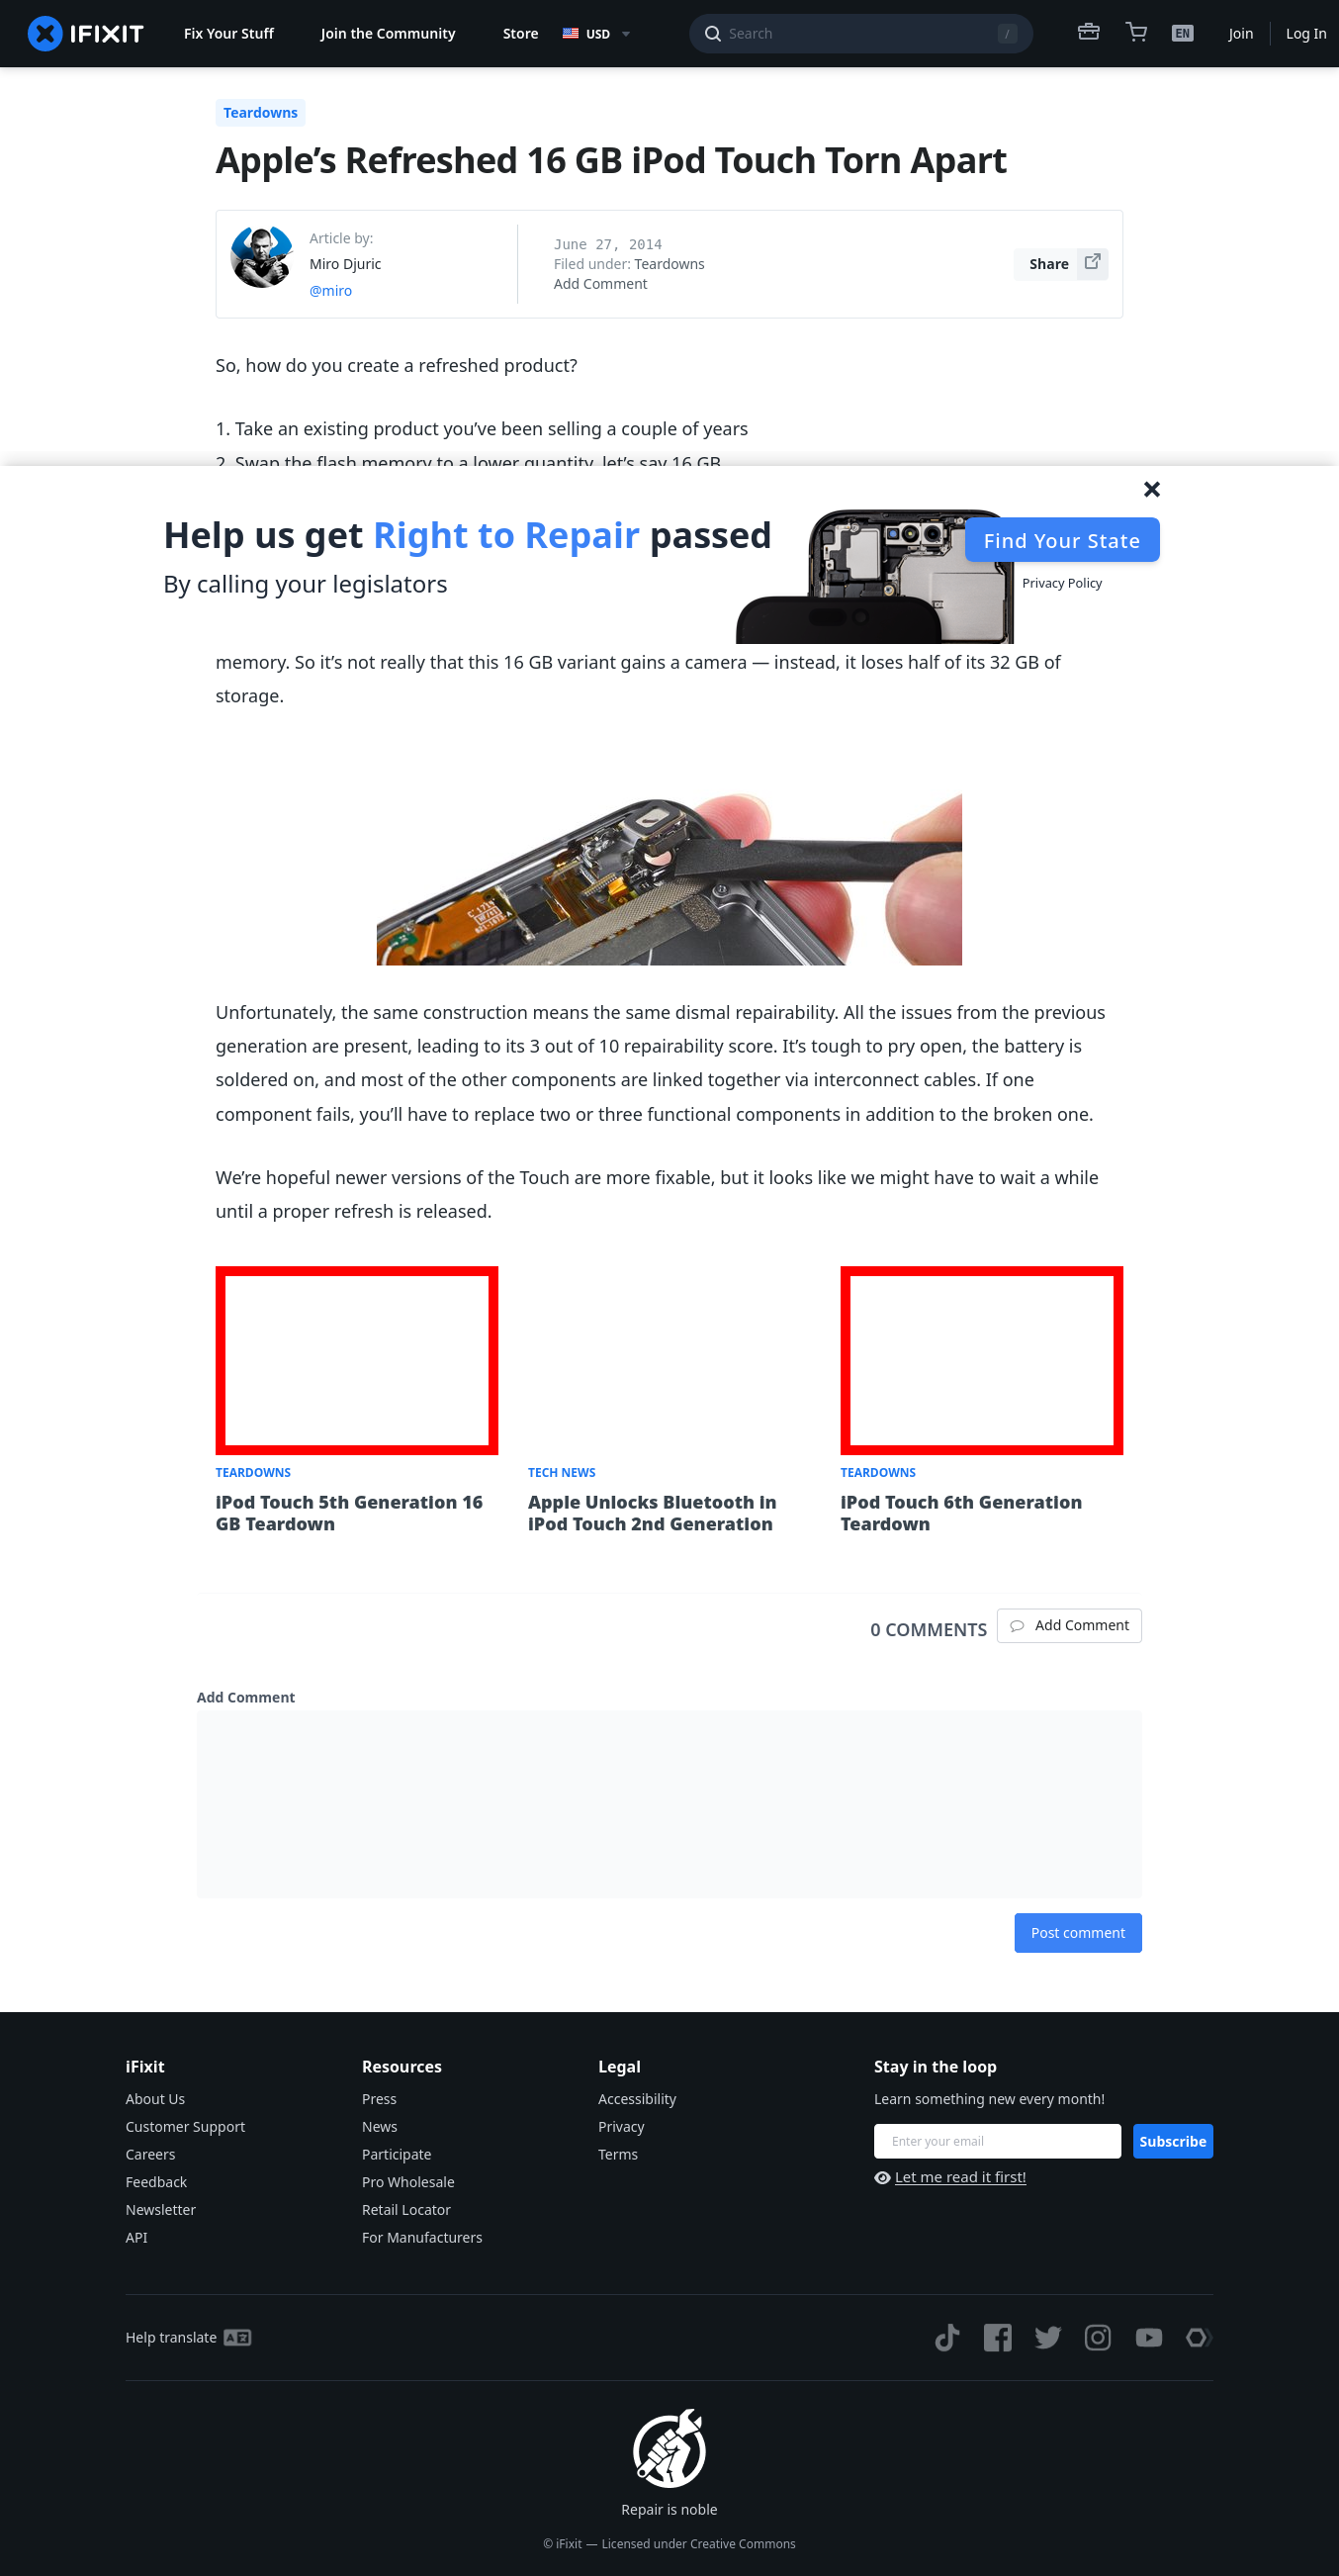 IFIXIT
Fix Your Stuff
Join the Community
Store
USD
Search
/
EN
Join
Log In
Teardowns
Apple’s Refreshed 16 GB iPod Touch Torn Apart
Article by:
Miro Djuric
@miro
June 27, 2014
Filed under: Teardowns
Add Comment
Share
So, how do you create a refreshed product?
1. Take an existing product you’ve been selling a couple of years
2. Swap the flash memory to a lower quantity, let’s say 16 GB
Help us get Right to Repair passed
By calling your legislators
Find Your State
Privacy Policy
memory. So it’s not really that this 16 GB variant gains a camera — instead, it loses half of its 32 GB of
storage.
Unfortunately, the same construction means the same dismal repairability. All the issues from the previous
generation are present, leading to its 3 out of 10 repairability score. It’s tough to pry open, the battery is
soldered on, and most of the other components are linked together via interconnect cables. If one
component fails, you’ll have to replace two or three functional components in addition to the broken one.
We’re hopeful newer versions of the Touch are more fixable, but it looks like we might have to wait a while
until a proper refresh is released.
TEARDOWNS
iPod Touch 5th Generation 16
GB Teardown
TECH NEWS
Apple Unlocks Bluetooth in
iPod Touch 2nd Generation
TEARDOWNS
iPod Touch 6th Generation
Teardown
0 COMMENTS
Add Comment
Add Comment
Post comment
iFixit
About Us
Customer Support
Careers
Feedback
Newsletter
API
Resources
Press
News
Participate
Pro Wholesale
Retail Locator
For Manufacturers
Legal
Accessibility
Privacy
Terms
Stay in the loop
Learn something new every month!
Enter your email
Subscribe
Let me read it first!
Help translate
Repair is noble
© iFixit — Licensed under Creative Commons